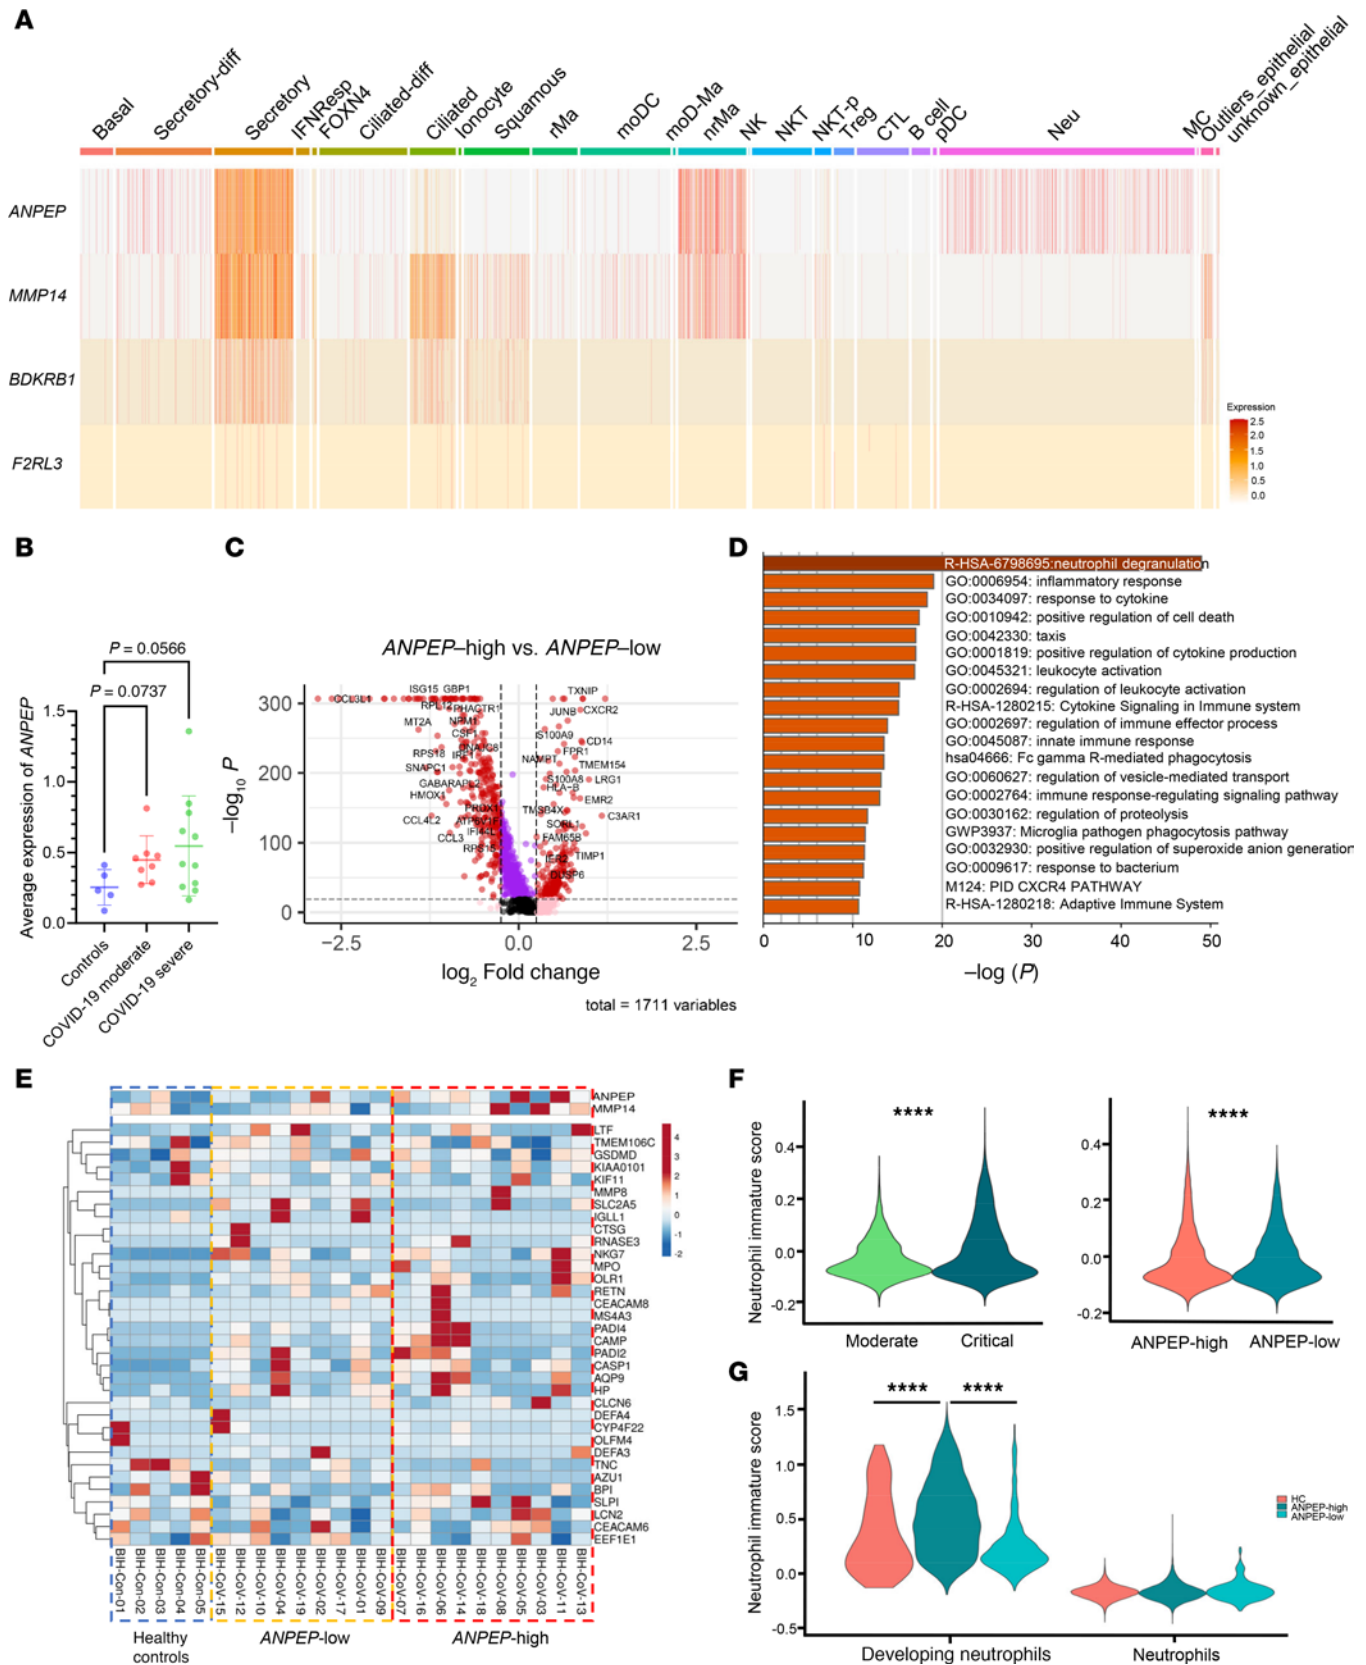 A
Basal
Secretory-diff
Secretory
IFNResp
FOXN4
Ciliated-diff
Ciliated
Ionocyte
Squamous
rMa
moDC
moD-Ma
nrMa
NK
NKT
NKT-p
Treg
CTL
B cell
pDC
Neu
MC
Outliers_epithelial
unknown_epithelial
ANPEP
MMP14
BDKRB1
F2RL3
Expression
2.5
2.0
1.5
1.0
0.5
0.0
B
P = 0.0566
P = 0.0737
Average expression of ANPEP
1.5
1.0
0.5
0.0
Controls
COVID-19 moderate
COVID-19 severe
C
ANPEP–high vs. ANPEP–low
–log10 P
300
200
100
0
CCL3L1
ISG15
GBP1
TXNIP
RPL12
PHACTR1
JUNB
CXCR2
MT2A
NPM1
CSF1
S100A9
CD14
DNAJC8
RPS18
IRF1
FPR1
NAMPT
TMEM154
SNAPC1
S100A8
LRG1
GABARAPL2
HLA–B
HMOX1
EMR2
PRDX1
TMSB4X
C3AR1
CCL4L2
ATP6V1F
SORL1
IFI44L
CCL3
FAM65B
RPS15
IER2
TIMP1
DUSP6
−2.5
0.0
2.5
log2 Fold change
total = 1711 variables
D
R-HSA-6798695:neutrophil degranulation
GO:0006954: inflammatory response
GO:0034097: response to cytokine
GO:0010942: positive regulation of cell death
GO:0042330: taxis
GO:0001819: positive regulation of cytokine production
GO:0045321: leukocyte activation
GO:0002694: regulation of leukocyte activation
R-HSA-1280215: Cytokine Signaling in Immune system
GO:0002697: regulation of immune effector process
GO:0045087: innate immune response
hsa04666: Fc gamma R-mediated phagocytosis
GO:0060627: regulation of vesicle-mediated transport
GO:0002764: immune response-regulating signaling pathway
GO:0030162: regulation of proteolysis
GWP3937: Microglia pathogen phagocytosis pathway
GO:0032930: positive regulation of superoxide anion generation
GO:0009617: response to bacterium
M124: PID CXCR4 PATHWAY
R-HSA-1280218: Adaptive Immune System
0
10
20
30
40
50
–log (P)
E
ANPEP
MMP14
LTF
TMEM106C
GSDMD
KIAA0101
KIF11
MMP8
SLC2A5
IGLL1
CTSG
RNASE3
NKG7
MPO
OLR1
RETN
CEACAM8
MS4A3
PADI4
CAMP
PADI2
CASP1
AQP9
HP
CLCN6
DEFA4
CYP4F22
OLFM4
DEFA3
TNC
AZU1
BPI
SLPI
LCN2
CEACAM6
EEF1E1
4
3
2
1
0
-1
-2
BIH-Con-01
BIH-Con-02
BIH-Con-03
BIH-Con-04
BIH-Con-05
BIH-CoV-15
BIH-CoV-12
BIH-CoV-10
BIH-CoV-04
BIH-CoV-19
BIH-CoV-02
BIH-CoV-17
BIH-CoV-01
BIH-CoV-09
BIH-CoV-07
BIH-CoV-16
BIH-CoV-06
BIH-CoV-14
BIH-CoV-18
BIH-CoV-08
BIH-CoV-05
BIH-CoV-03
BIH-CoV-11
BIH-CoV-13
Healthy
controls
ANPEP-low
ANPEP-high
F
Neutrophil immature score
0.4
0.2
0.0
-0.2
****
Moderate
Critical
0.4
0.2
0.0
-0.2
****
ANPEP-high
ANPEP-low
G
Neutrophil immature score
1.5
1.0
0.5
0.0
-0.5
****
****
HC
ANPEP-high
ANPEP-low
Developing neutrophils
Neutrophils